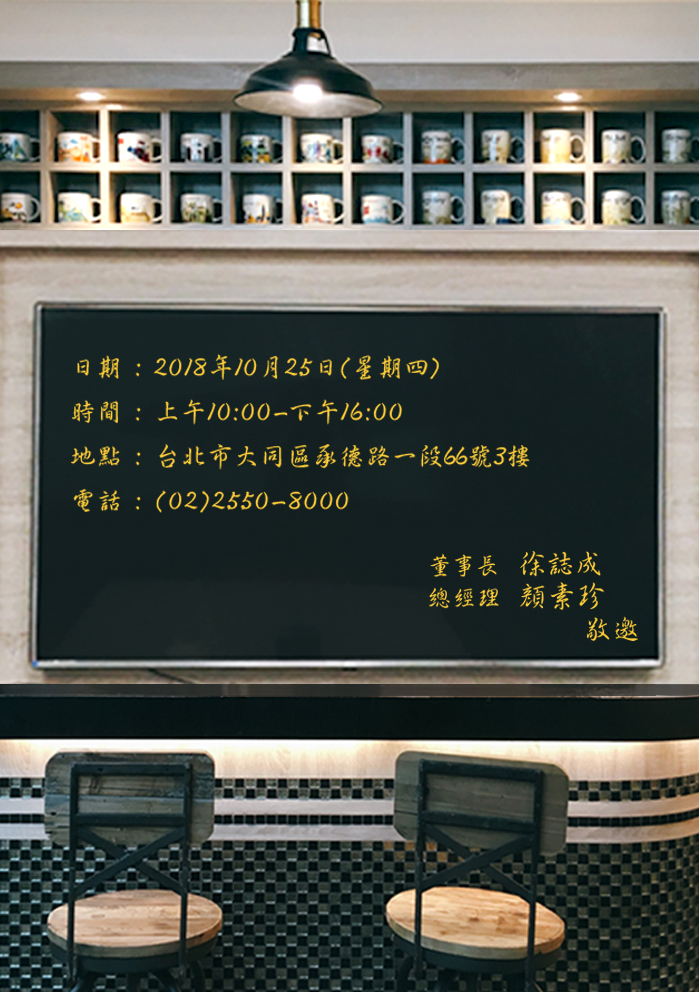 日期：2018年10月25日(星期四)
時間：上午10:00-下午16:00
地點：台北市大同區承德路一段66號3樓
電話：(02)2550-8000
董事長 徐誌成
總經理 顏素珍
敬邀